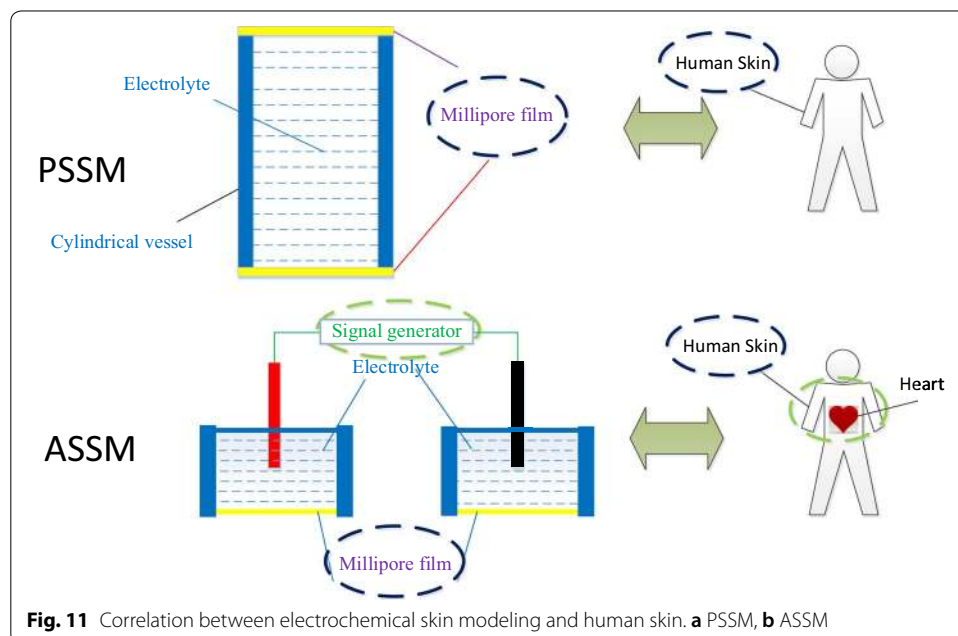 Human Skin
Electrolyte
Millipore film
PSSM
Cylindrical vessel
Signal generator
Human Skin
Electrolyte
Heart
ASSM
Millipore film
Fig. 11 Correlation between electrochemical skin modeling and human skin. a PSSM, b ASSM